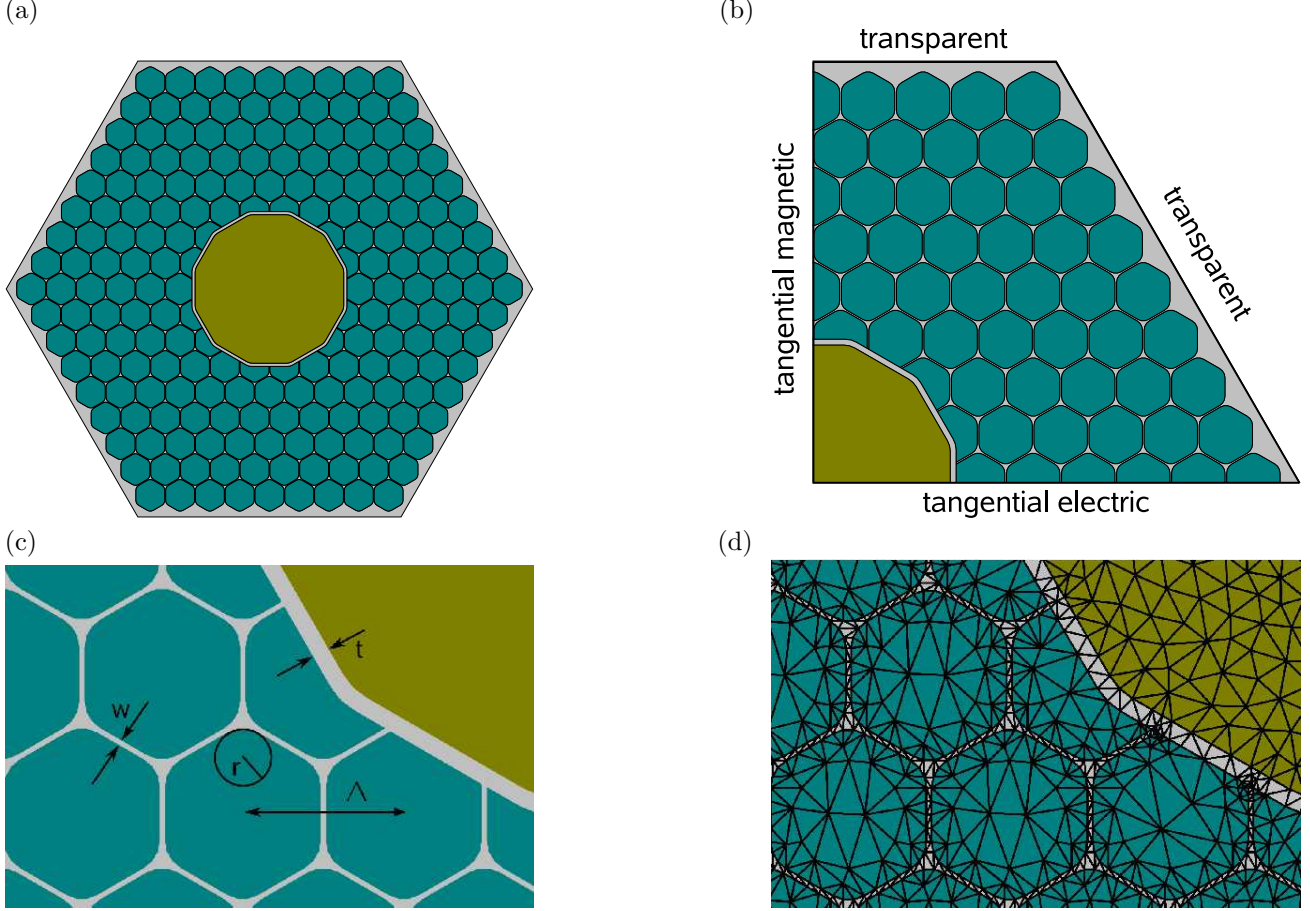 (a)
(b)
transparent
tangential magnetic
transparent
tangential electric
(c)
t
w
r
Λ
(d)